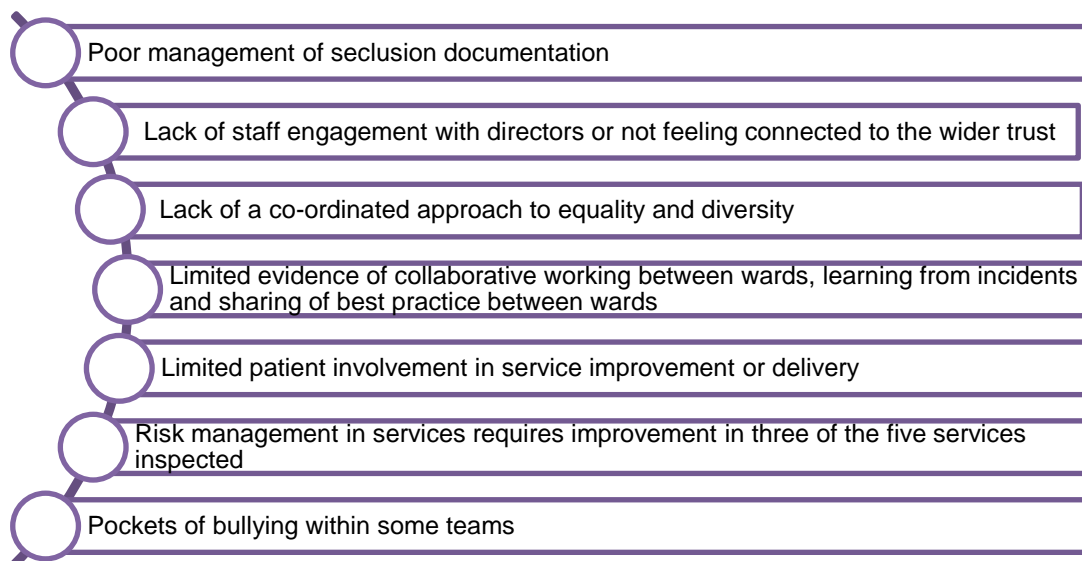 Poor management of seclusion documentation
Lack of staff engagement with directors or not feeling connected to the wider trust
Lack of a co-ordinated approach to equality and diversity
Limited evidence of collaborative working between wards, learning from incidents
and sharing of best practice between wards
Limited patient involvement in service improvement or delivery
Risk management in services requires improvement in three of the five services
inspected
Pockets of bullying within some teams